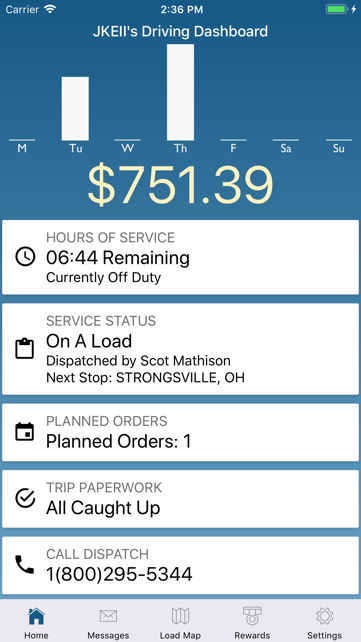 Carrier 2:36 PM
JKEII's Driving Dashboard
M Tu W Th F Sa Su
$751.39
HOURS OF SERVICE
06:44 Remaining
Currently Off Duty
SERVICE STATUS
On A Load
Dispatched by Scot Mathison
Next Stop: STRONGSVILLE, OH
PLANNED ORDERS
Planned Orders: 1
TRIP PAPERWORK
All Caught Up
CALL DISPATCH
1(800)295-5344
Home Messages Load Map Rewards Settings